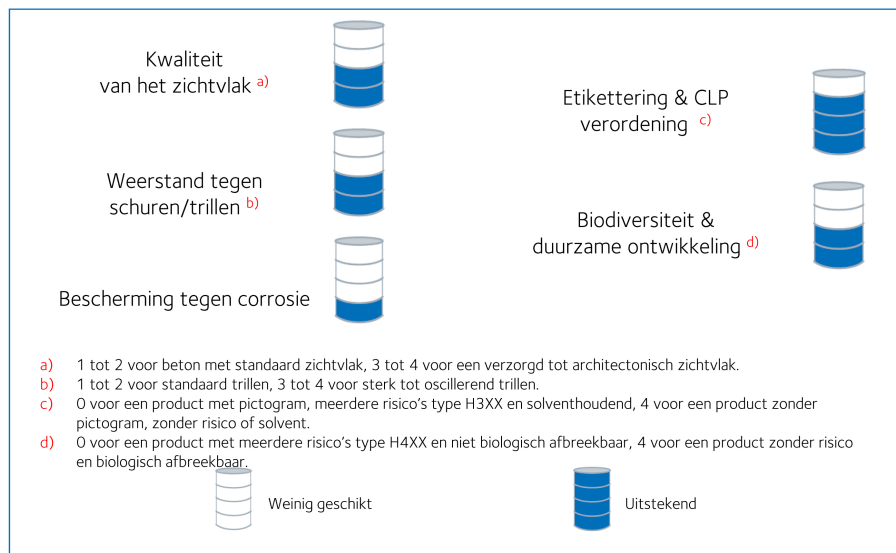 Kwaliteit
van het zichtvlak a)
Weerstand tegen
schuren/trillen b)
Bescherming tegen corrosie
Etikettering & CLP
verordening c)
Biodiversiteit &
duurzame ontwikkeling d)
a) 1 tot 2 voor beton met standaard zichtvlak, 3 tot 4 voor een verzorgd tot architectonisch zichtvlak.
b) 1 tot 2 voor standaard trillen, 3 tot 4 voor sterk tot oscillerend trillen.
c) 0 voor een product met pictogram, meerdere risico's type H3XX en solventhoudend, 4 voor een product zonder
pictogram, zonder risico of solvent.
d) 0 voor een product met meerdere risico's type H4XX en niet biologisch afbreekbaar, 4 voor een product zonder risico
en biologisch afbreekbaar.
Weinig geschikt
Uitstekend